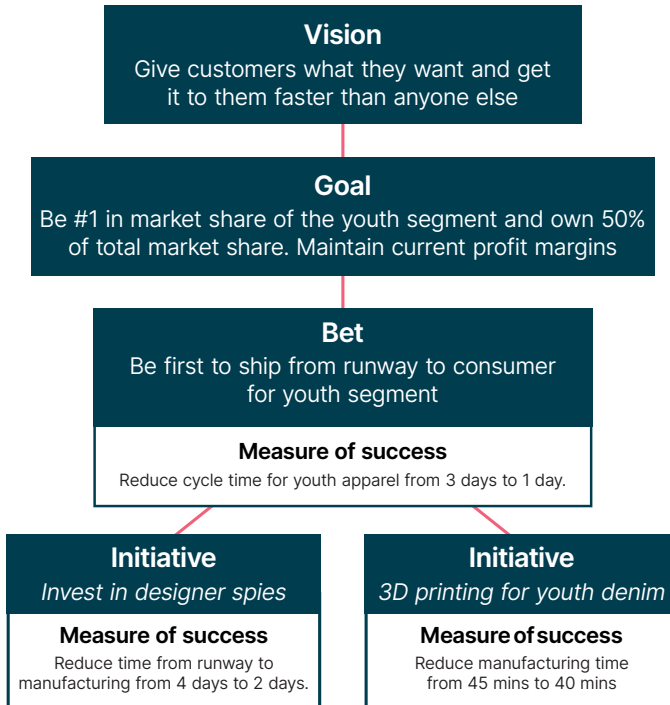 Vision
Give customers what they want and get
it to them faster than anyone else
Goal
Be #1 in market share of the youth segment and own 50%
of total market share. Maintain current profit margins
Bet
Be first to ship from runway to consumer
for youth segment
Measure of success
Reduce cycle time for youth apparel from 3 days to 1 day.
Initiative
Invest in designer spies
Measure of success
Reduce time from runway to
manufacturing from 4 days to 2 days.
Initiative
3D printing for youth denim
Measure of success
Reduce manufacturing time
from 45 mins to 40 mins